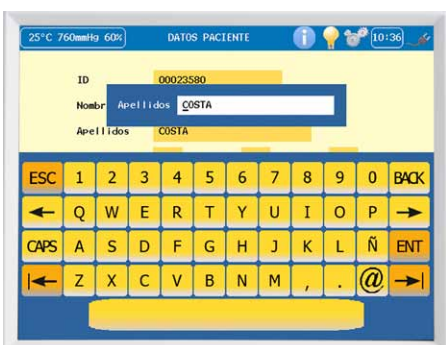 25°C 760mmHg 60% DATOS PACIENTE i 10:36
ID 00023580
Nombr Apellidos COSTA
Apellidos COSTA
ESC 1 2 3 4 5 6 7 8 9 0 BACK
Q W E R T Y U I O P
CAPS A S D F G H J K L Ñ ENT
Z X C V B N M , . @